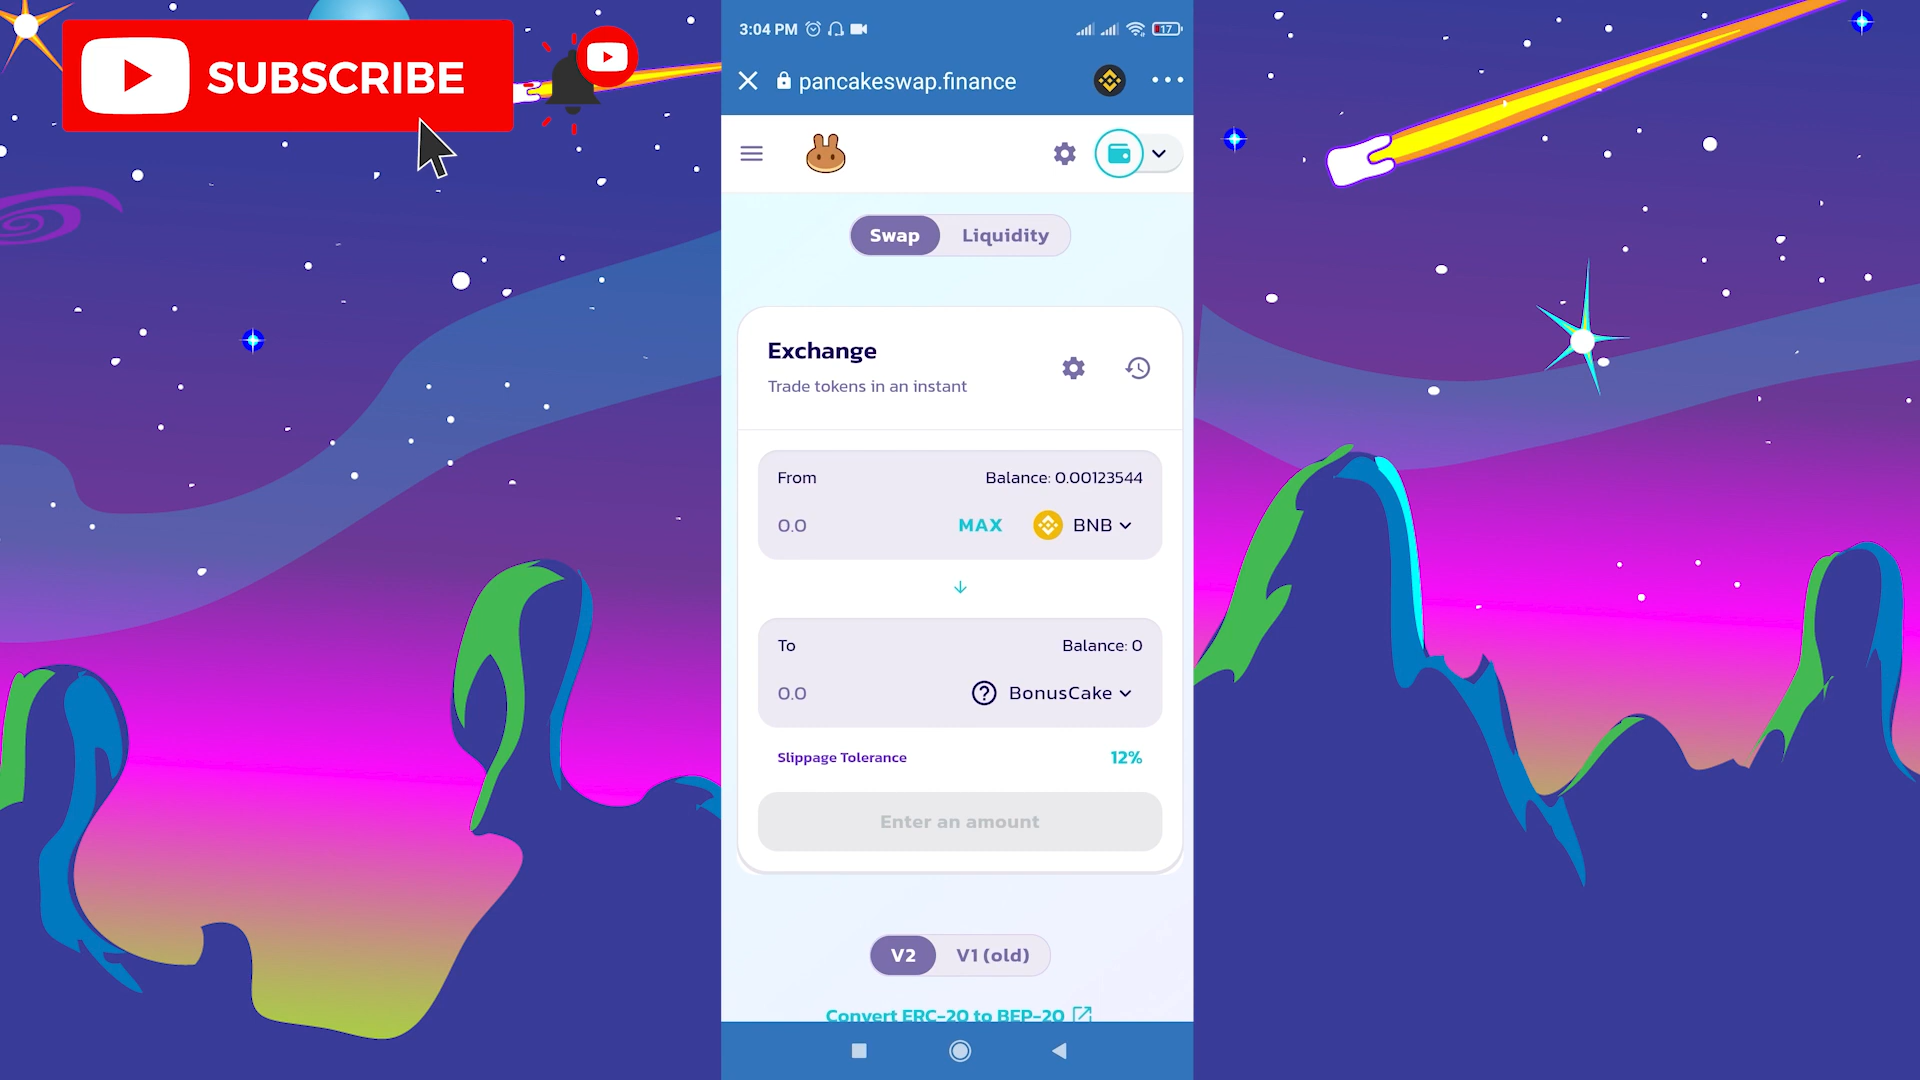 SUBSCRIBE
3:04 PM
17
pancakeswap.finance
Swap
Liquidity
Exchange
Trade tokens in an instant
From
Balance: 0.00123544
0.0
MAX
BNB
To
Balance: 0
0.0
BonusCake
Slippage Tolerance
12%
Enter an amount
V2
V1 (old)
Convert ERC-20 to BEP-20